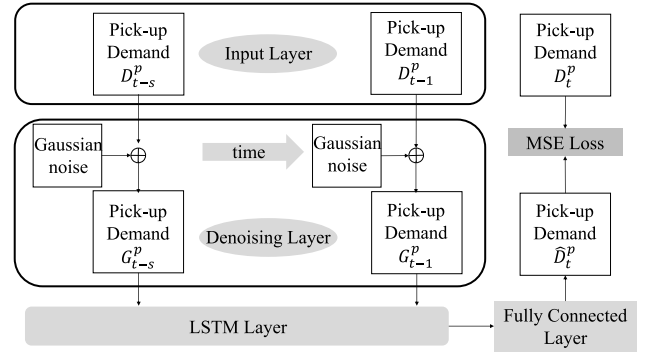 Pick-up
Demand
D^p_{t-s}
Input Layer
Pick-up
Demand
D^p_{t-1}
Pick-up
Demand
D^p_t
Gaussian
noise
time
Gaussian
noise
MSE Loss
Pick-up
Demand
G^p_{t-s}
Denoising Layer
Pick-up
Demand
G^p_{t-1}
Pick-up
Demand
D̂^p_t
LSTM Layer
Fully Connected
Layer